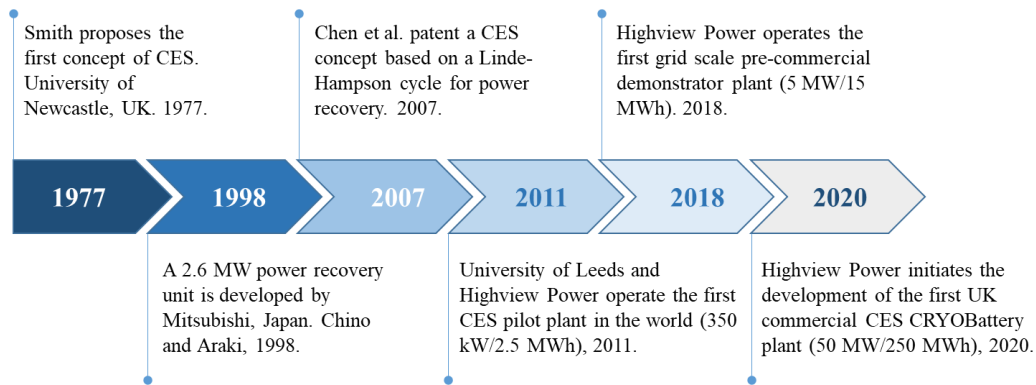 Smith proposes the
first concept of CES.
University of
Newcastle, UK. 1977.
Chen et al. patent a CES
concept based on a Linde-
Hampson cycle for power
recovery. 2007.
Highview Power operates the
first grid scale pre-commercial
demonstrator plant (5 MW/15
MWh). 2018.
1977
1998
2007
2011
2018
2020
A 2.6 MW power recovery
unit is developed by
Mitsubishi, Japan. Chino
and Araki, 1998.
University of Leeds and
Highview Power operate the first
CES pilot plant in the world (350
kW/2.5 MWh), 2011.
Highview Power initiates the
development of the first UK
commercial CES CRYOBattery
plant (50 MW/250 MWh), 2020.